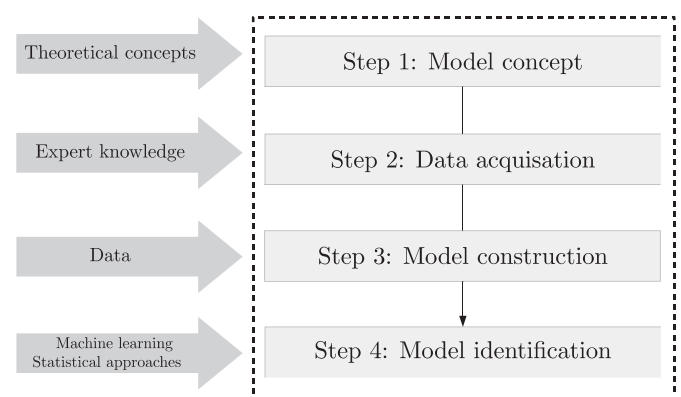 Theoretical concepts
Step 1: Model concept
Expert knowledge
Step 2: Data acquisation
Data
Step 3: Model construction
Machine learning
Statistical approaches
Step 4: Model identification